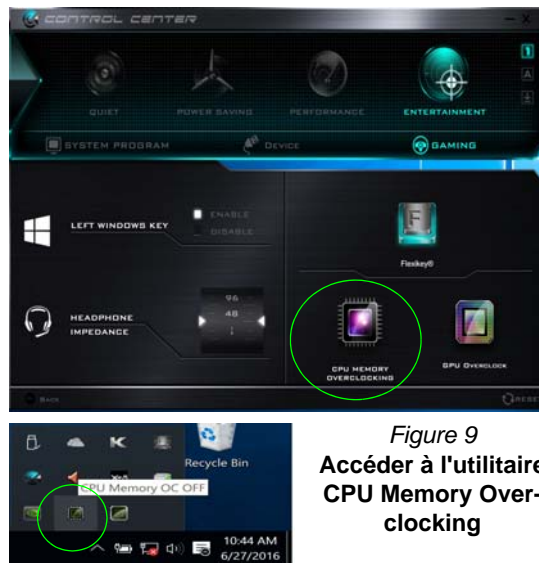 CONTROL CENTER
QUIET
POWER SAVING
PERFORMANCE
ENTERTAINMENT
1
A
SYSTEM PROGRAM
DEVICE
GAMING
LEFT WINDOWS KEY
ENABLE
DISABLE
F
Flexikey®
HEADPHONE
IMPEDANCE
96
48
CPU MEMORY
OVERCLOCKING
GPU OVERCLOCK
BACK
RESE
K
Recycle Bin
CPU Memory OC OFF
10:44 AM
6/27/2016
Figure 9
Accéder à l'utilitaire
CPU Memory Over-
clocking